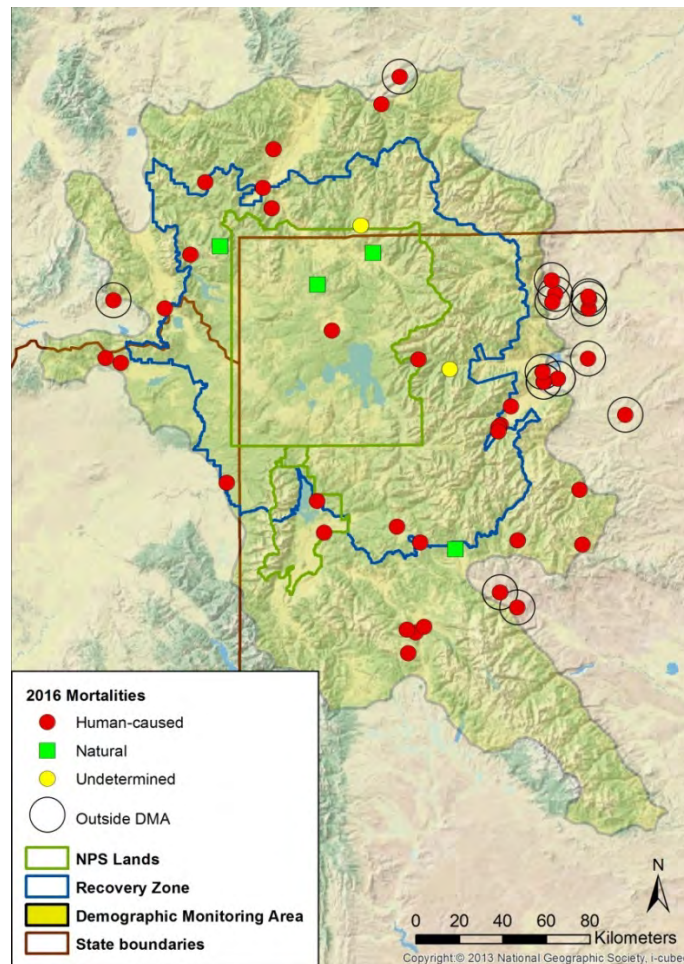 2016 Mortalities
Human-caused
Natural
Undetermined
Outside DMA
NPS Lands
Recovery Zone
Demographic Monitoring Area
State boundaries
N
0 20 40 60 80
Kilometers
Copyright:© 2013 National Geographic Society, i-cubed